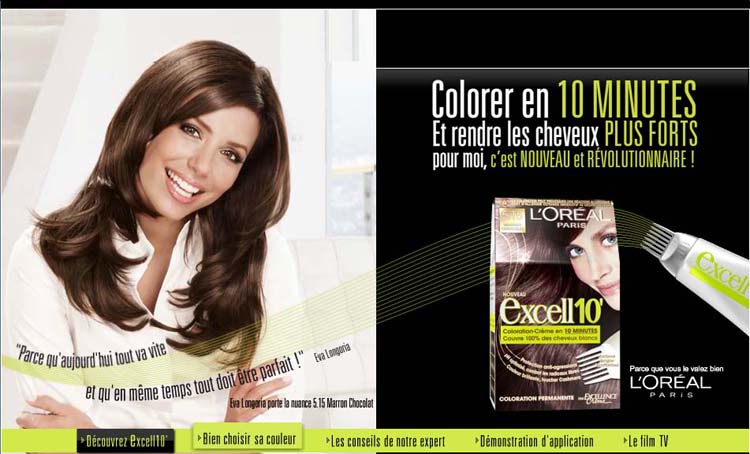 Colorer en 10 MINUTES
Et rendre les cheveux PLUS FORTS
pour moi, c'est NOUVEAU et RÉVOLUTIONNAIRE !
L'ORÉAL
PARIS
NOUVEAU
excell10'
Coloration-Crème en 10 MINUTES
Couvre 100% des cheveux blancs
COLORATION PERMANENTE
EXCELLENCE
Crème
excell
Parce que vous le valez bien
L'ORÉAL
PARIS
"Parce qu'aujourd'hui tout va vite
et qu'en même temps tout doit être parfait !"
Eva Longoria
Eva Longoria porte la nuance 5.15 Marron Chocolat
Découvrez excell10'
Bien choisir sa couleur
Les conseils de notre expert
Démonstration d'application
Le film TV